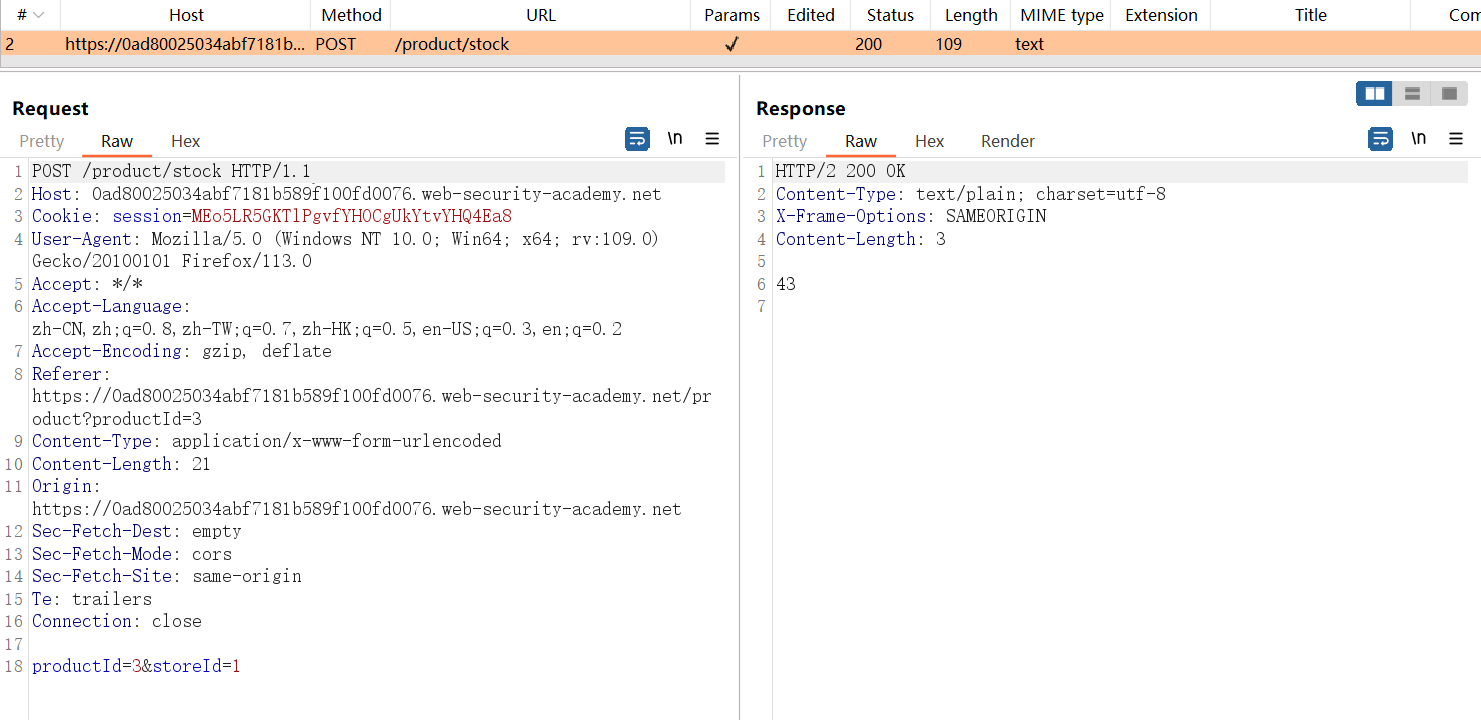 # Host Method URL Params Edited Status Length MIME type Extension Title Com
2 https://0ad80025034abf7181b... POST /product/stock ✓ 200 109 text
Request
Pretty Raw Hex \n
1 POST /product/stock HTTP/1.1
2 Host: 0ad80025034abf7181b589f100fd0076.web-security-academy.net
3 Cookie: session=MEo5LR5GKTlPgvfYHOCgUkYtvYHQ4Ea8
4 User-Agent: Mozilla/5.0 (Windows NT 10.0; Win64; x64; rv:109.0)
Gecko/20100101 Firefox/113.0
5 Accept: */*
6 Accept-Language:
zh-CN,zh;q=0.8,zh-TW;q=0.7,zh-HK;q=0.5,en-US;q=0.3,en;q=0.2
7 Accept-Encoding: gzip, deflate
8 Referer:
https://0ad80025034abf7181b589f100fd0076.web-security-academy.net/pr
oduct?productId=3
9 Content-Type: application/x-www-form-urlencoded
10 Content-Length: 21
11 Origin:
https://0ad80025034abf7181b589f100fd0076.web-security-academy.net
12 Sec-Fetch-Dest: empty
13 Sec-Fetch-Mode: cors
14 Sec-Fetch-Site: same-origin
15 Te: trailers
16 Connection: close
17
18 productId=3&storeId=1
Response
Pretty Raw Hex Render \n
1 HTTP/2 200 OK
2 Content-Type: text/plain; charset=utf-8
3 X-Frame-Options: SAMEORIGIN
4 Content-Length: 3
5
6 43
7